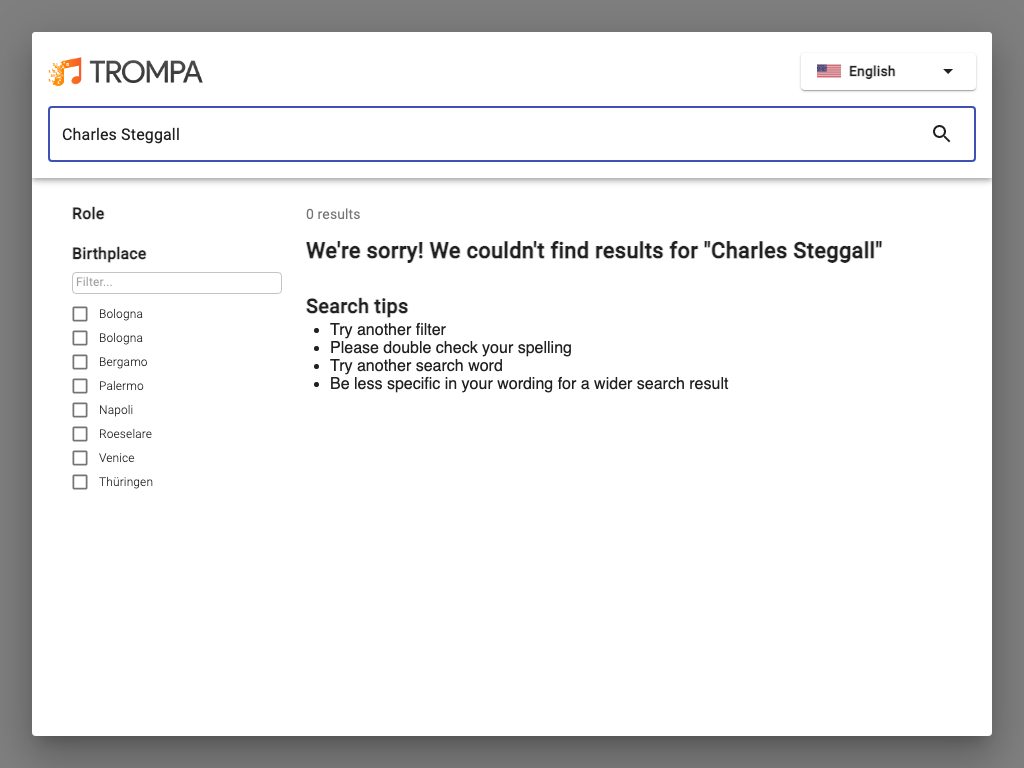 TROMPA
English
Charles Steggall
Role
Birthplace
Filter...
Bologna
Bologna
Bergamo
Palermo
Napoli
Roeselare
Venice
Thüringen
0 results
We're sorry! We couldn't find results for "Charles Steggall"
Search tips
Try another filter
Please double check your spelling
Try another search word
Be less specific in your wording for a wider search result